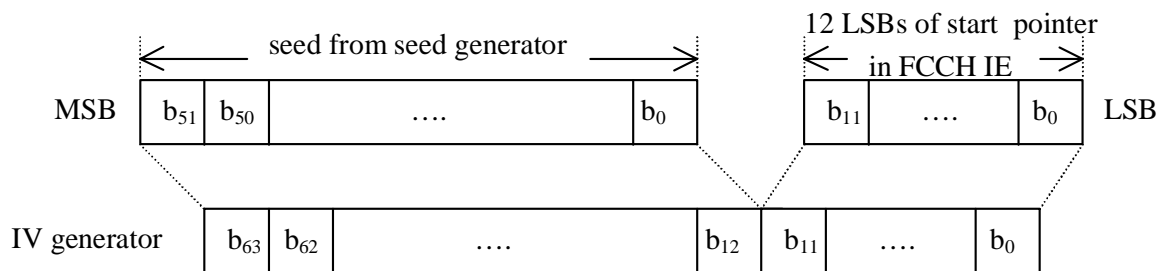 12 LSBs of start pointer
seed from seed generator
in FCCH IE
MSB b51 b50 .... b0 b11 .... b0 LSB
IV generator b63 b62 .... b12 b11 .... b0